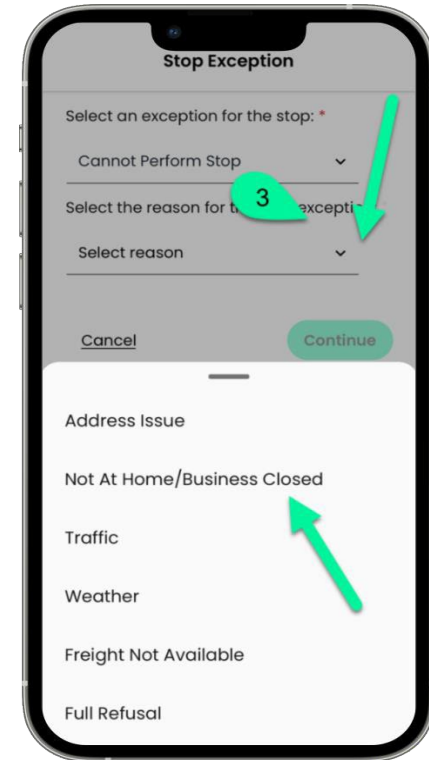 Stop Exception
Select an exception for the stop: *
Cannot Perform Stop
Select the reason for
3
Select reason
Cancel
Continue
Address Issue
Not At Home/Business Closed
Traffic
Weather
Freight Not Available
Full Refusal